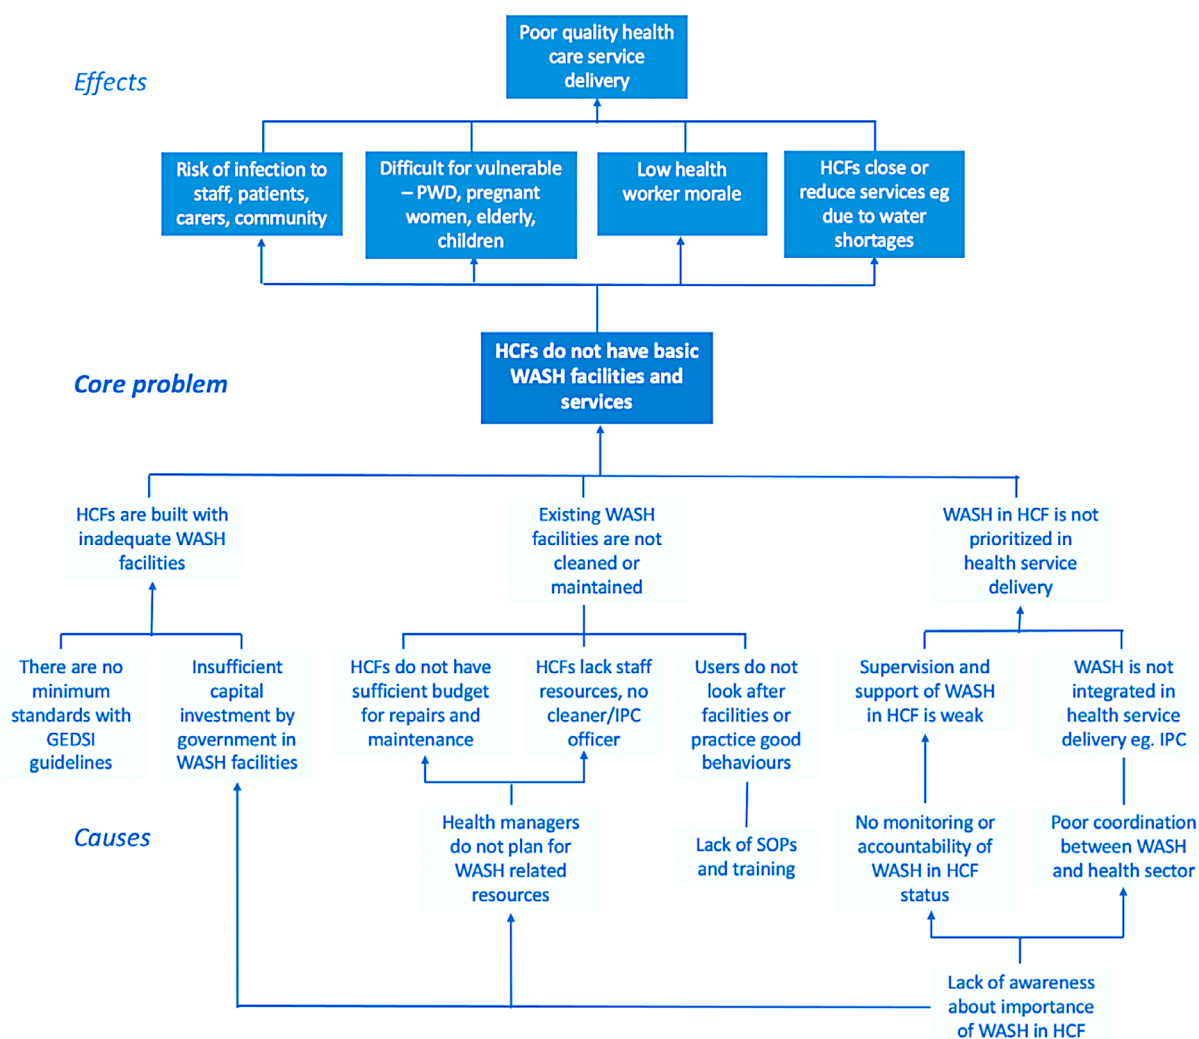 Poor quality health
care service
delivery
Effects
Risk of infection to
staff, patients,
carers, community
Difficult for vulnerable
– PWD, pregnant
women, elderly,
children
Low health
worker morale
HCFs close or
reduce services eg
due to water
shortages
HCFs do not have basic
WASH facilities and
services
Core problem
HCFs are built with
inadequate WASH
facilities
Existing WASH
facilities are not
cleaned or
maintained
WASH in HCF is not
prioritized in
health service
delivery
There are no
minimum
standards with
GEDSI
guidelines
Insufficient
capital
investment by
government in
WASH facilities
HCFs do not have
sufficient budget
for repairs and
maintenance
HCFs lack staff
resources, no
cleaner/IPC
officer
Users do not
look after
facilities or
practice good
behaviours
Supervision and
support of WASH
in HCF is weak
WASH is not
integrated in
health service
delivery eg. IPC
Causes
Health managers
do not plan for
WASH related
resources
Lack of SOPs
and training
No monitoring or
accountability of
WASH in HCF
status
Poor coordination
between WASH
and health sector
Lack of awareness
about importance
of WASH in HCF